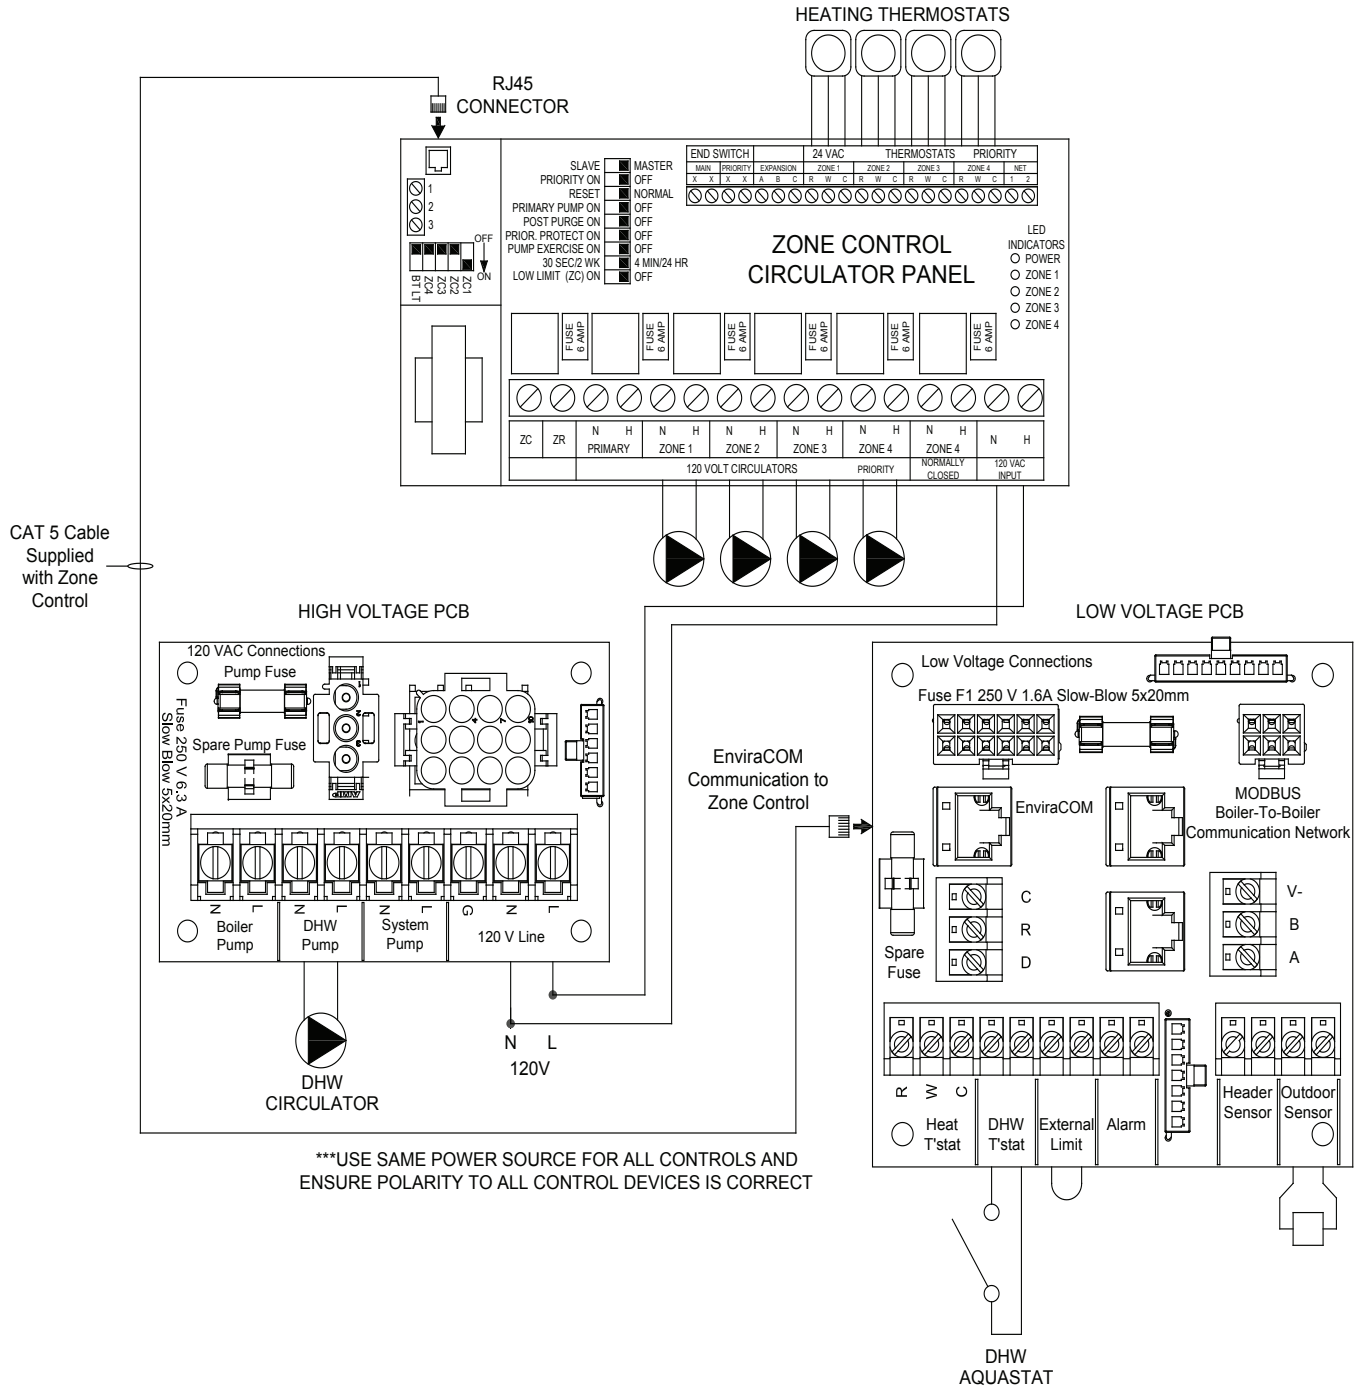 HEATING THERMOSTATS
RJ45
CONNECTOR
SLAVE MASTER
PRIORITY ON OFF
RESET NORMAL
PRIMARY PUMP ON OFF
POST PURGE ON OFF
PRIOR. PROTECT ON OFF
PUMP EXERCISE ON OFF
30 SEC/2 WK 4 MIN/24 HR
LOW LIMIT (ZC) ON OFF
END SWITCH 24 VAC THERMOSTATS PRIORITY
MAIN PRIORITY EXPANSION ZONE 1 ZONE 2 ZONE 3 ZONE 4 NET
X X X X A B C R W C R W C R W C R W C 1 2
1
2
3
OFF
ON
BT LT ZC4 ZC3 ZC2 ZC1
ZONE CONTROL
CIRCULATOR PANEL
LED
INDICATORS
POWER
ZONE 1
ZONE 2
ZONE 3
ZONE 4
FUSE 6 AMP
FUSE 6 AMP
FUSE 6 AMP
FUSE 6 AMP
FUSE 6 AMP
FUSE 6 AMP
ZC ZR N H N H N H N H N H N H N H
PRIMARY ZONE 1 ZONE 2 ZONE 3 ZONE 4 ZONE 4
120 VOLT CIRCULATORS PRIORITY NORMALLY CLOSED 120 VAC INPUT
CAT 5 Cable
Supplied
with Zone
Control
HIGH VOLTAGE PCB
120 VAC Connections
Pump Fuse
Fuse 250 V 6.3 A
Slow Blow 5x20mm
Spare Pump Fuse
N L N L N L G N L
Boiler Pump
DHW Pump
System Pump
120 V Line
N L
120V
DHW
CIRCULATOR
EnviraCOM
Communication to
Zone Control
LOW VOLTAGE PCB
Low Voltage Connections
Fuse F1 250 V 1.6A Slow-Blow 5x20mm
EnviraCOM
MODBUS
Boiler-To-Boiler
Communication Network
Spare
Fuse
C
R
D
V-
B
A
R W C
Heat T'stat
DHW T'stat
External Limit
Alarm
Header Sensor
Outdoor Sensor
***USE SAME POWER SOURCE FOR ALL CONTROLS AND
ENSURE POLARITY TO ALL CONTROL DEVICES IS CORRECT
DHW
AQUASTAT